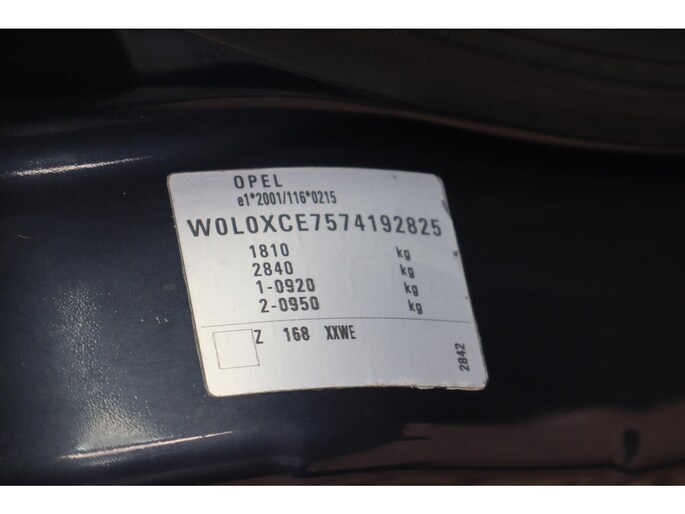 OPEL
e1*2001/116*0215
W0L0XCE7574192825
1810 kg
2840 kg
1-0920 kg
2-0950 kg
Z 168 XXWE
2842